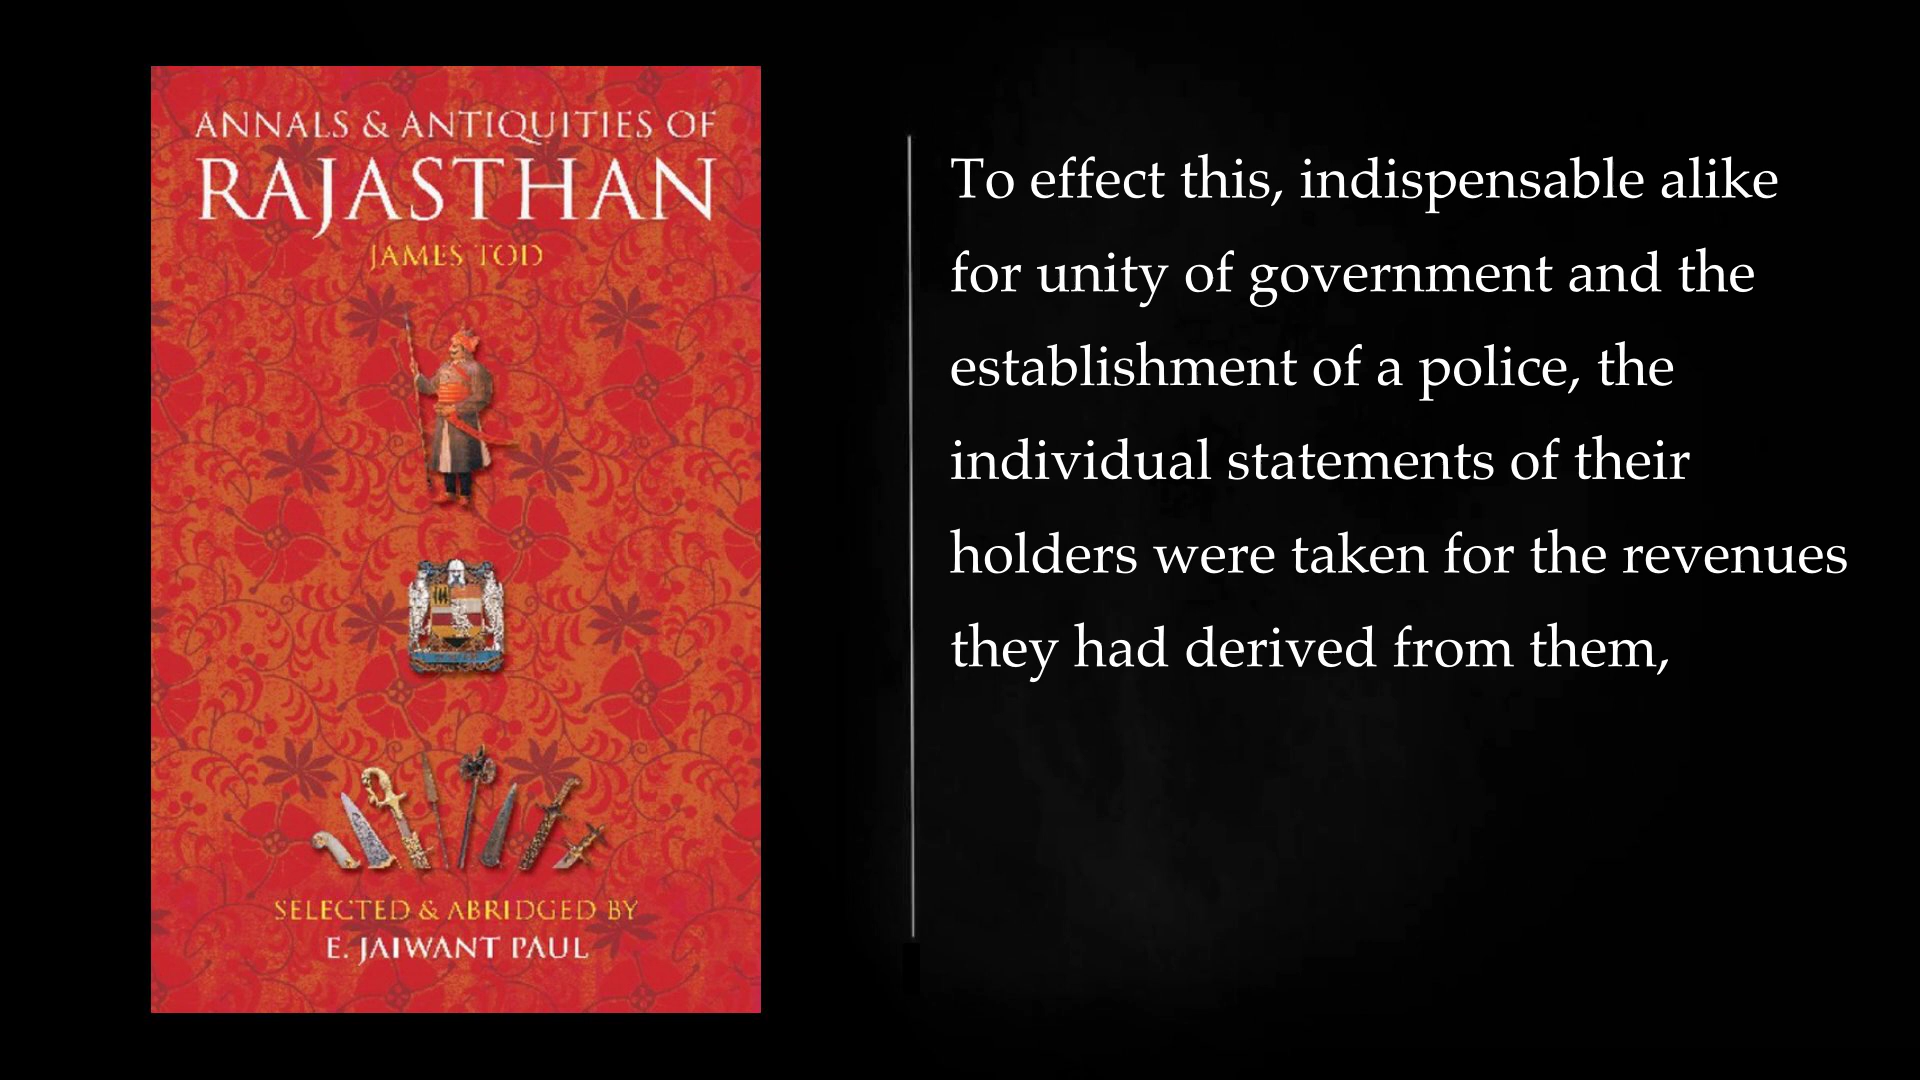 ANNALS & ANTIQUITIES OF
RAJASTHAN
JAMES TOD
SELECTED & ABRIDGED BY
E. JAIWANT PAUL
To effect this, indispensable alike
for unity of government and the
establishment of a police, the
individual statements of their
holders were taken for the revenues
they had derived from them,